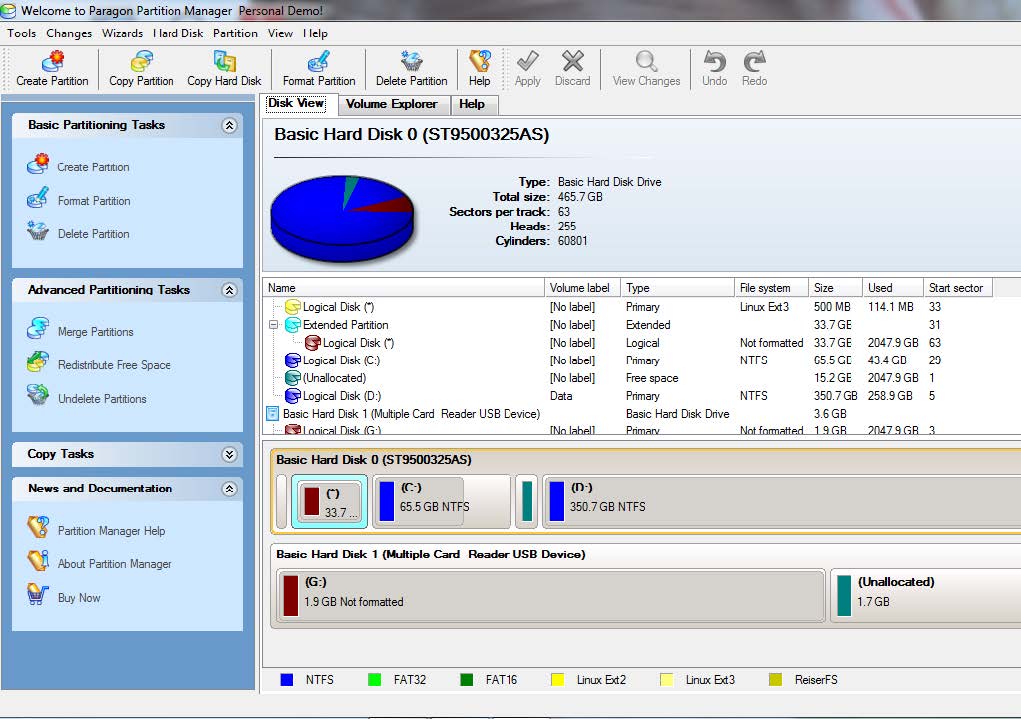 Welcome to Paragon Partition Manager Personal Demo!
Tools Changes Wizards Hard Disk Partition View Help
Create Partition Copy Partition Copy Hard Disk Format Partition Delete Partition Help Apply Discard View Changes Undo Redo
Disk View Volume Explorer Help
Basic Partitioning Tasks
Create Partition
Format Partition
Delete Partition
Advanced Partitioning Tasks
Merge Partitions
Redistribute Free Space
Undelete Partitions
Copy Tasks
News and Documentation
Partition Manager Help
About Partition Manager
Buy Now
Basic Hard Disk 0 (ST9500325AS)
Type: Basic Hard Disk Drive
Total size: 465.7 GB
Sectors per track: 63
Heads: 255
Cylinders: 60801
Name Volume label Type File system Size Used Start sector
Logical Disk (*) [No label] Primary Linux Ext3 500 MB 114.1 MB 33
Extended Partition [No label] Extended 33.7 GB 31
Logical Disk (*) [No label] Logical Not formatted 33.7 GB 2047.9 GB 63
Logical Disk (C:) [No label] Primary NTFS 65.5 GB 43.4 GB 29
(Unallocated) [No label] Free space 15.2 GB 2047.9 GB 1
Logical Disk (D:) Data Primary NTFS 350.7 GB 258.9 GB 5
Basic Hard Disk 1 (Multiple Card Reader USB Device) Basic Hard Disk Drive 3.6 GB
Logical Disk (G:) [No label] Primary Not formatted 1.9 GB 2047.9 GB 3
Basic Hard Disk 0 (ST9500325AS)
(*) (C:) (D:)
33.7 ... 65.5 GB NTFS 350.7 GB NTFS
Basic Hard Disk 1 (Multiple Card Reader USB Device)
(G:) (Unallocated)
1.9 GB Not formatted 1.7 GB
NTFS FAT32 FAT16 Linux Ext2 Linux Ext3 ReiserFS